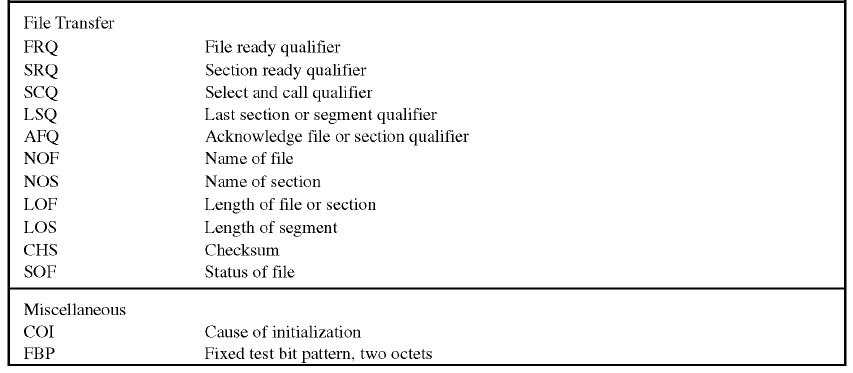 File Transfer
FRQ File ready qualifier
SRQ Section ready qualifier
SCQ Select and call qualifier
LSQ Last section or segment qualifier
AFQ Acknowledge file or section qualifier
NOF Name of file
NOS Name of section
LOF Length of file or section
LOS Length of segment
CHS Checksum
SOF Status of file
Miscellaneous
COI Cause of initialization
FBP Fixed test bit pattern, two octets